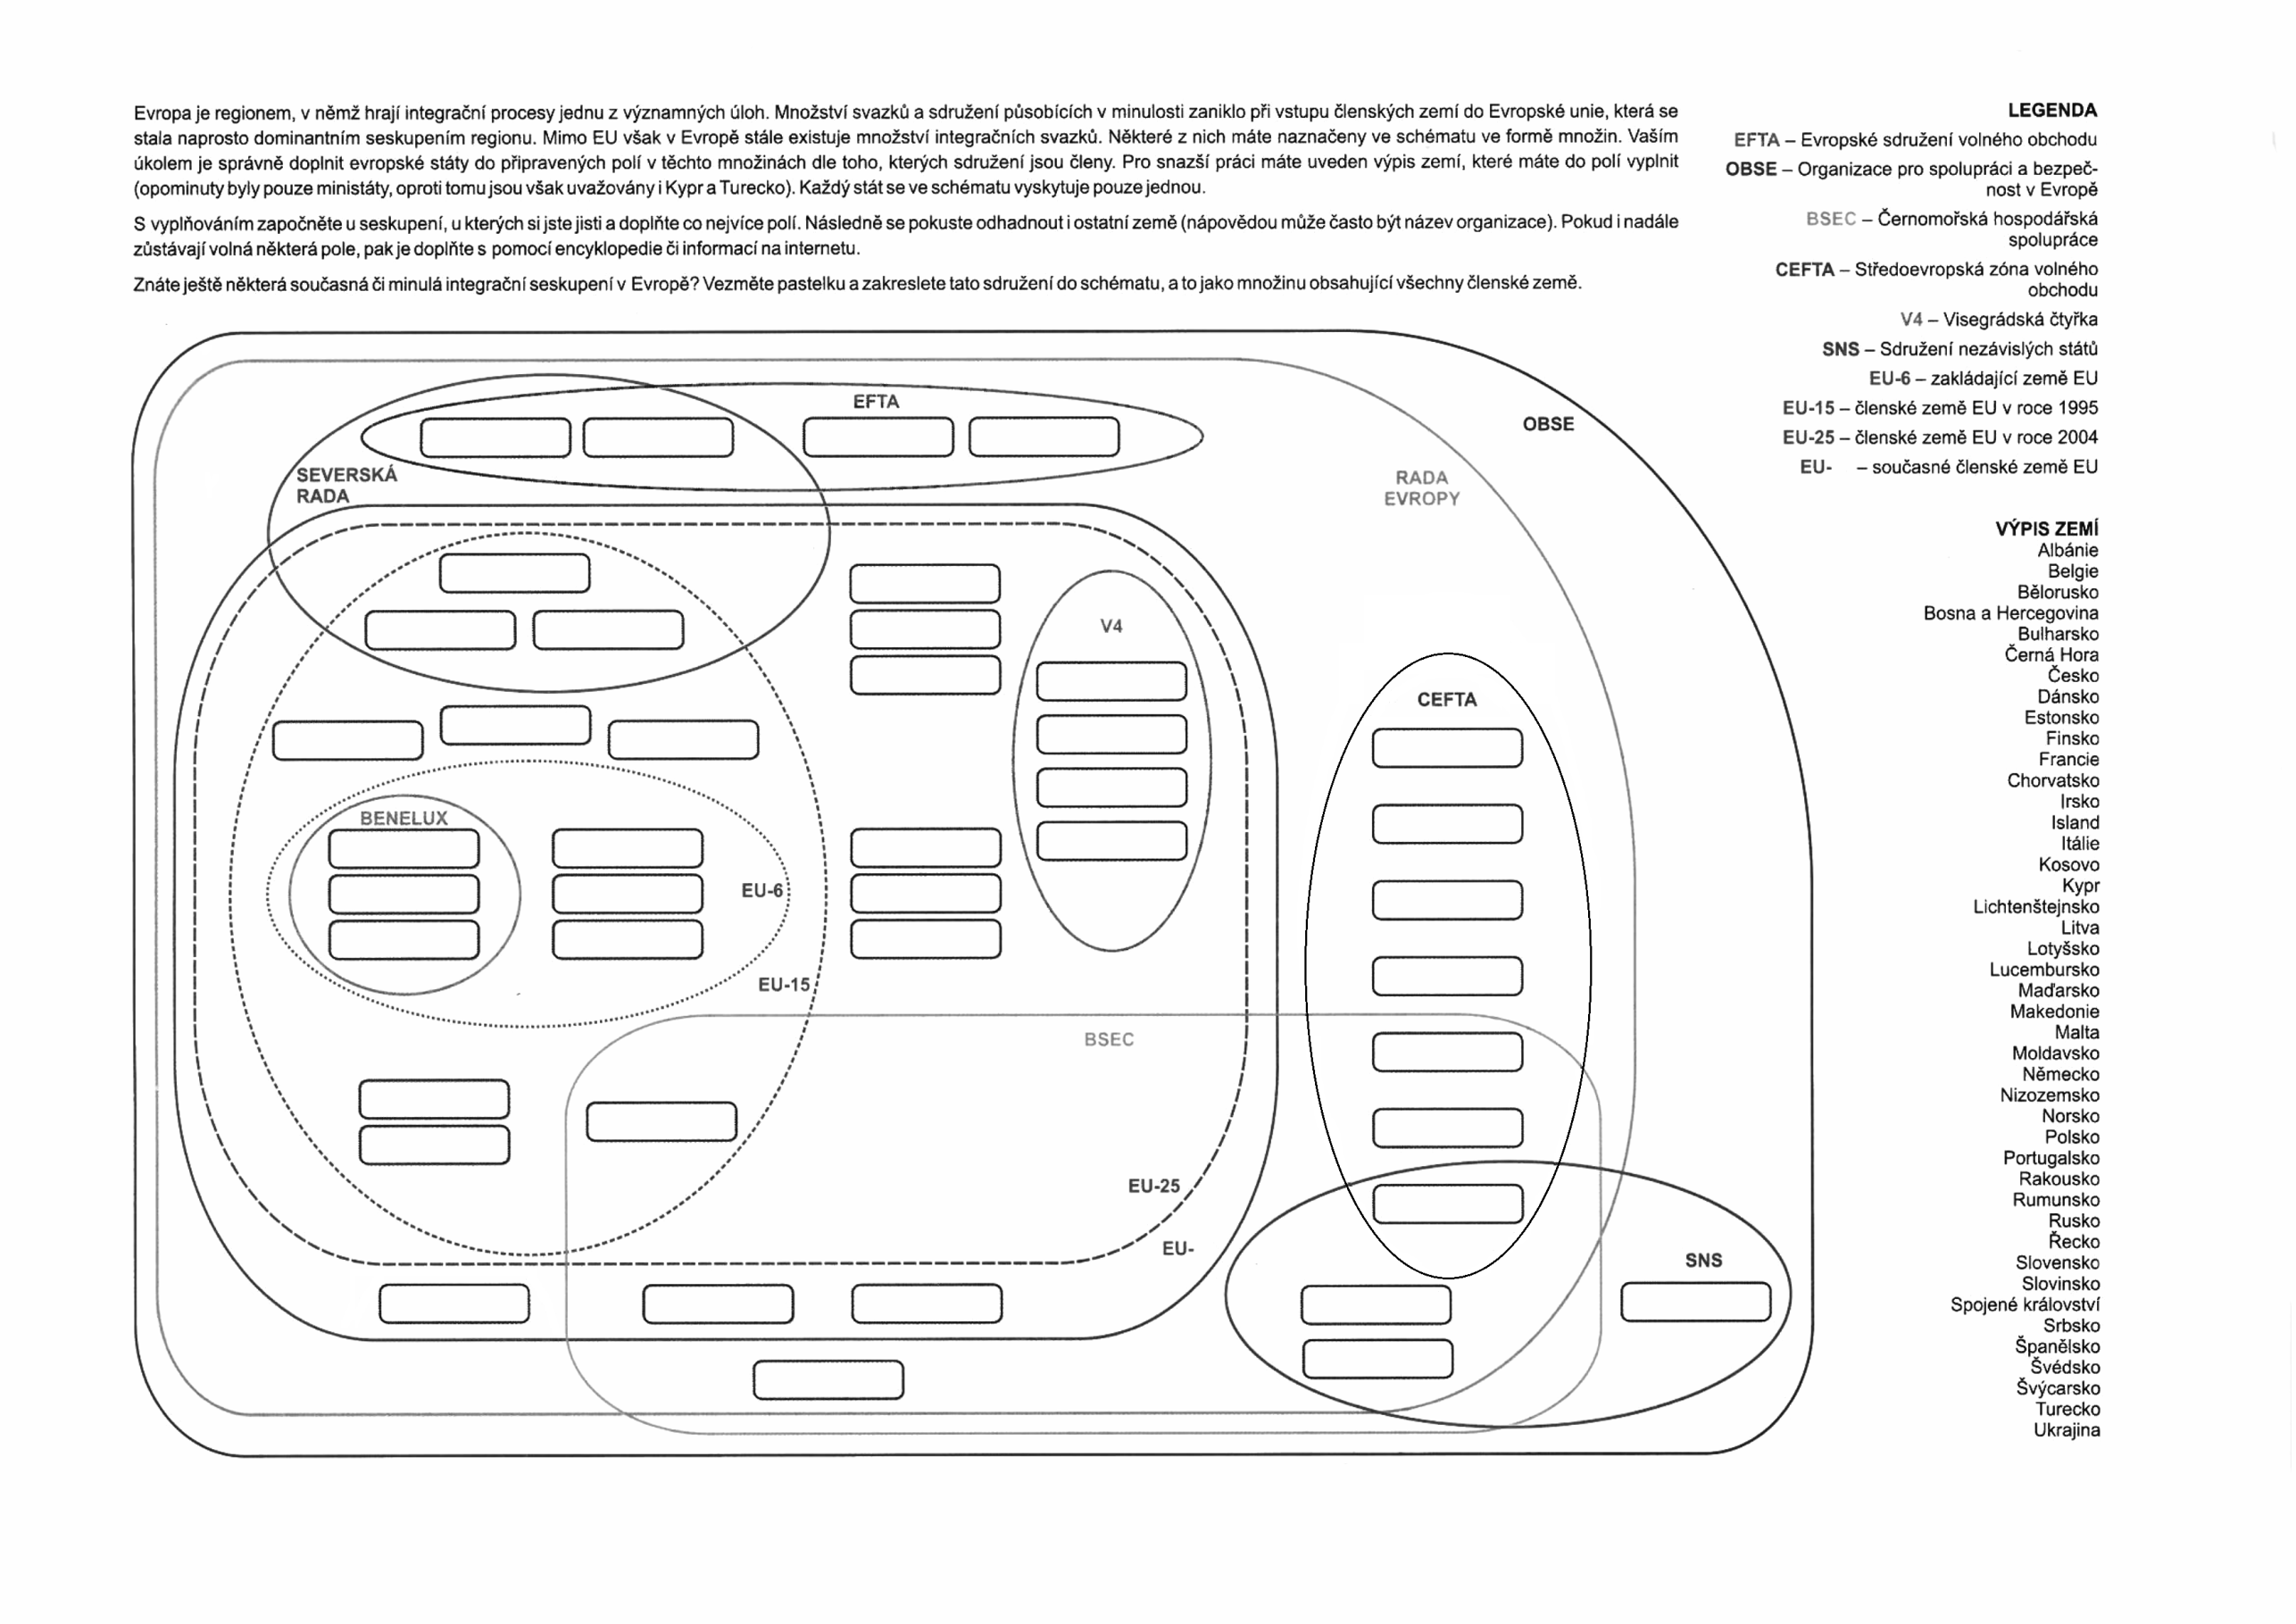 Evropa je regionem, v němž hrají integrační procesy jednu z významných úloh. Množství svazků a sdružení působících v minulosti zaniklo při vstupu členských zemí do Evropské unie, která se
stala naprosto dominantním seskupením regionu. Mimo EU však v Evropě stále existuje množství integračních svazků. Některé z nich máte naznačeny ve schématu ve formě množin. Vaším
úkolem je správně doplnit evropské státy do připravených polí v těchto množinách dle toho, kterých sdružení jsou členy. Pro snazší práci máte uveden výpis zemí, které máte do polí vyplnit
(opominuty byly pouze ministáty, oproti tomu jsou však uvažovány i Kypr a Turecko). Každý stát se ve schématu vyskytuje pouze jednou.
S vyplňováním započněte u seskupení, u kterých si jste jisti a doplňte co nejvíce polí. Následně se pokuste odhadnout i ostatní země (nápovědou může často být název organizace). Pokud i nadále
zůstávají volná některá pole, pak je doplňte s pomocí encyklopedie či informací na internetu.
Znáte ještě některá současná či minulá integrační seskupení v Evropě? Vezměte pastelku a zakreslete tato sdružení do schématu, a to jako množinu obsahující všechny členské země.
LEGENDA
EFTA – Evropské sdružení volného obchodu
OBSE – Organizace pro spolupráci a bezpeč-
nost v Evropě
BSEC – Černomořská hospodářská
spolupráce
CEFTA – Středoevropská zóna volného
obchodu
V4 – Visegrádská čtyřka
SNS – Sdružení nezávislých států
EU-6 – zakládající země EU
EU-15 – členské země EU v roce 1995
EU-25 – členské země EU v roce 2004
EU- – současné členské země EU
EFTA
OBSE
SEVERSKÁ
RADA
RADA
EVROPY
V4
CEFTA
BENELUX
EU-6
EU-15
BSEC
EU-25
EU-
SNS
VÝPIS ZEMÍ
Albánie
Belgie
Bělorusko
Bosna a Hercegovina
Bulharsko
Černá Hora
Česko
Dánsko
Estonsko
Finsko
Francie
Chorvatsko
Irsko
Island
Itálie
Kosovo
Kypr
Lichtenštejnsko
Litva
Lotyšsko
Lucembursko
Maďarsko
Makedonie
Malta
Moldavsko
Německo
Nizozemsko
Norsko
Polsko
Portugalsko
Rakousko
Rumunsko
Rusko
Řecko
Slovensko
Slovinsko
Spojené království
Srbsko
Španělsko
Švédsko
Švýcarsko
Turecko
Ukrajina